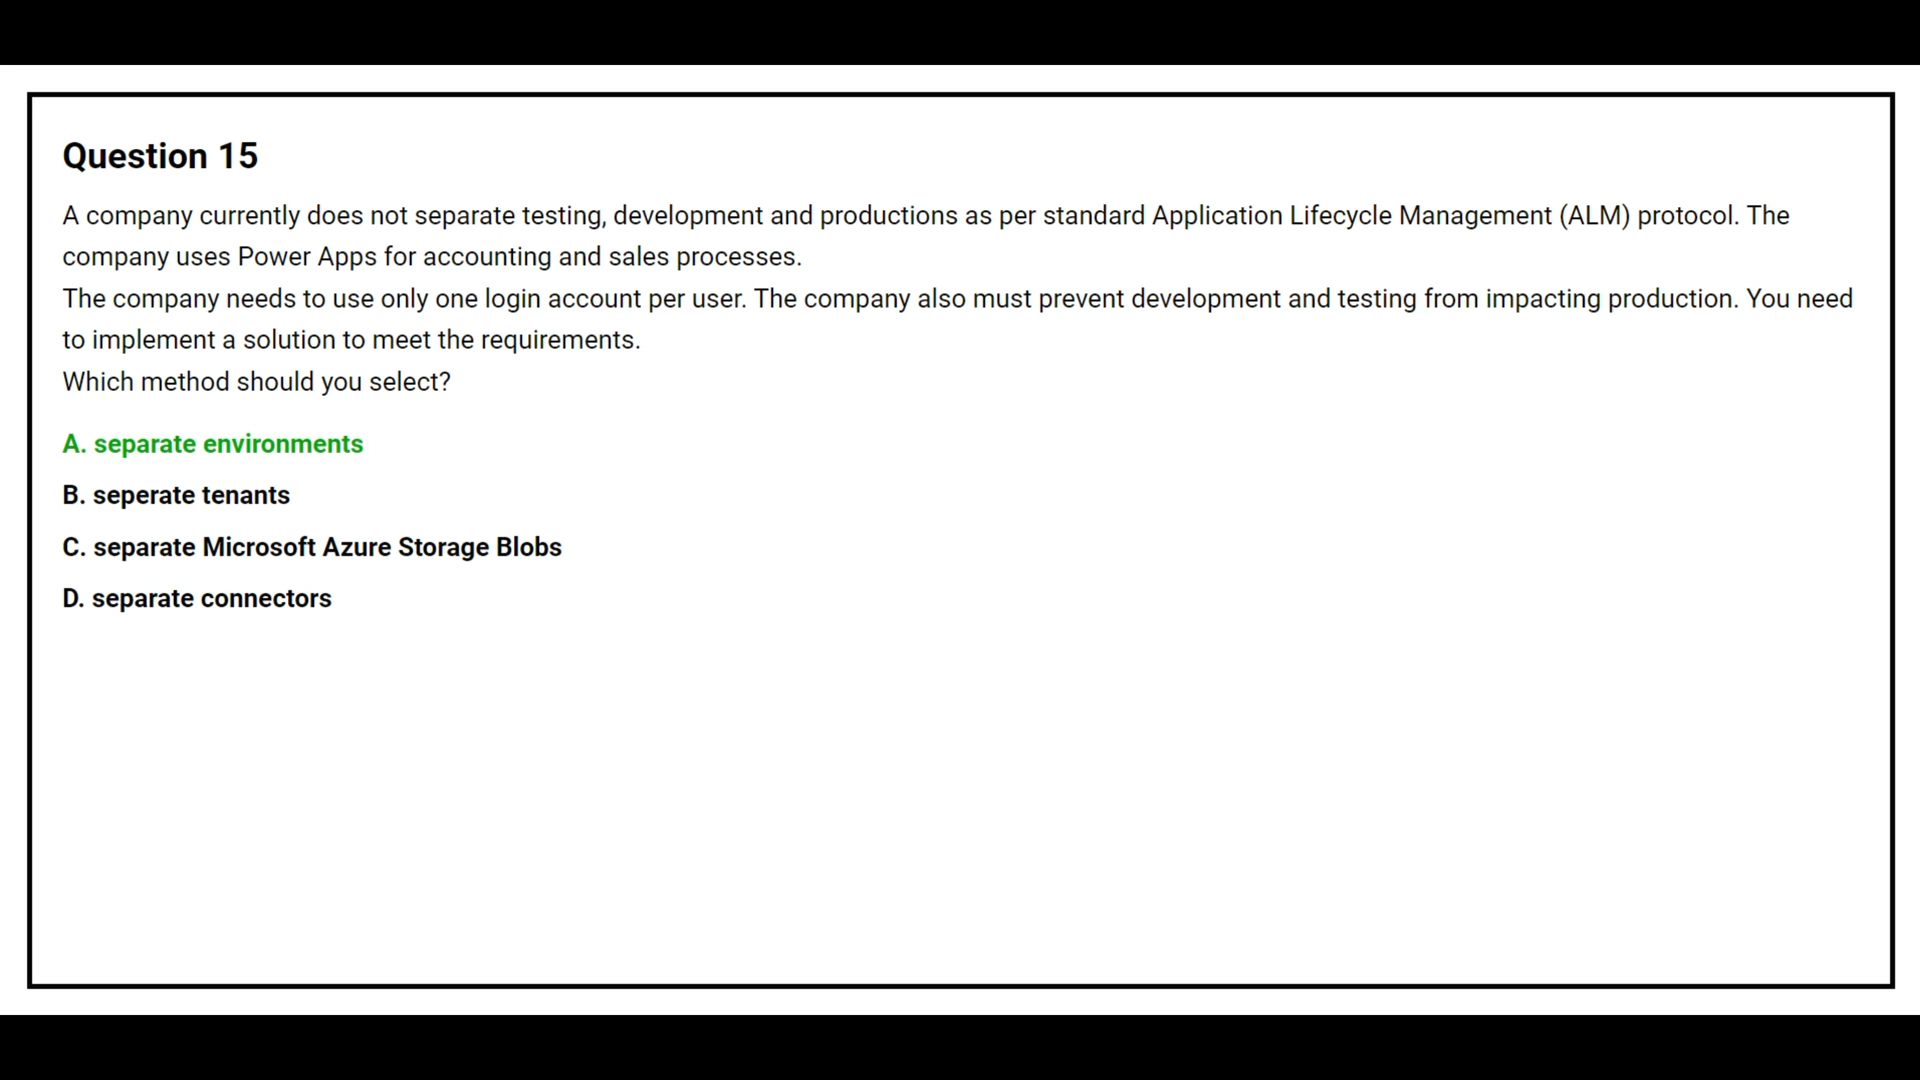 Question 15
A company currently does not separate testing, development and productions as per standard Application Lifecycle Management (ALM) protocol. The
company uses Power Apps for accounting and sales processes.
The company needs to use only one login account per user. The company also must prevent development and testing from impacting production. You need
to implement a solution to meet the requirements.
Which method should you select?
A. separate environments
B. seperate tenants
C. separate Microsoft Azure Storage Blobs
D. separate connectors